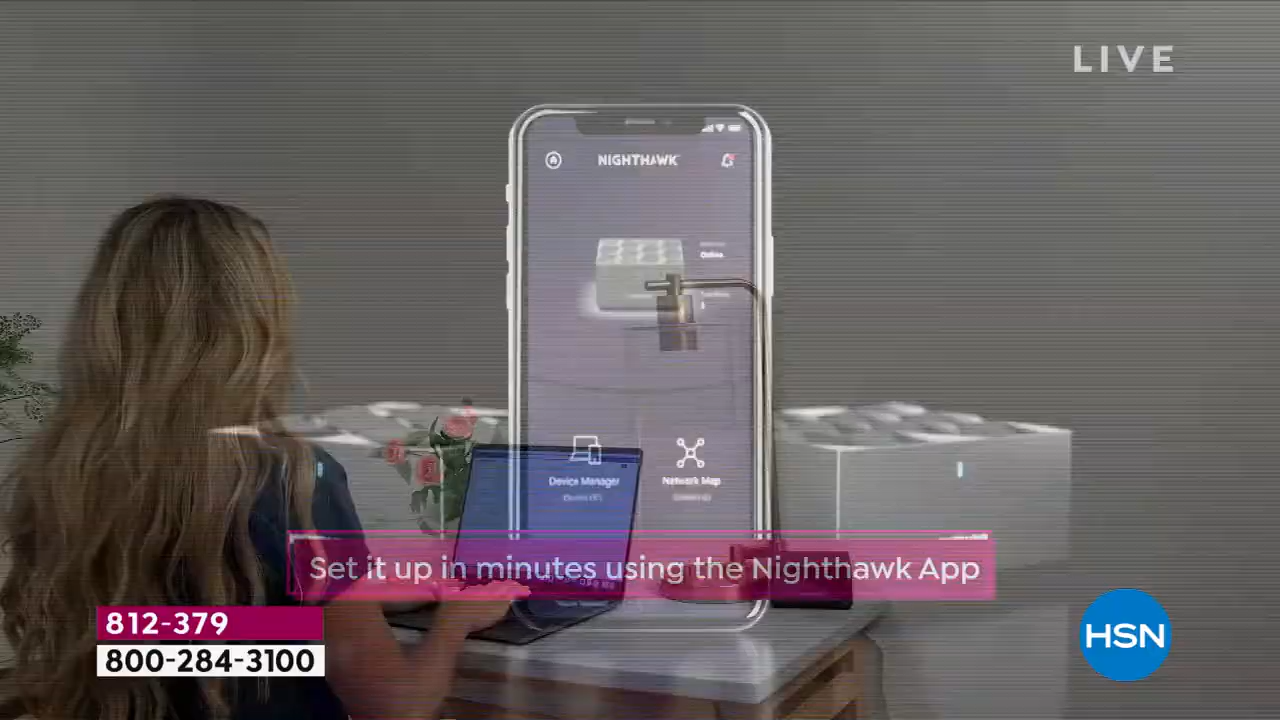 LIVE
NIGHTHAWK
Online
Device Manager
Network Map
Set it up in minutes using the Nighthawk App
812-379
800-284-3100
HSN